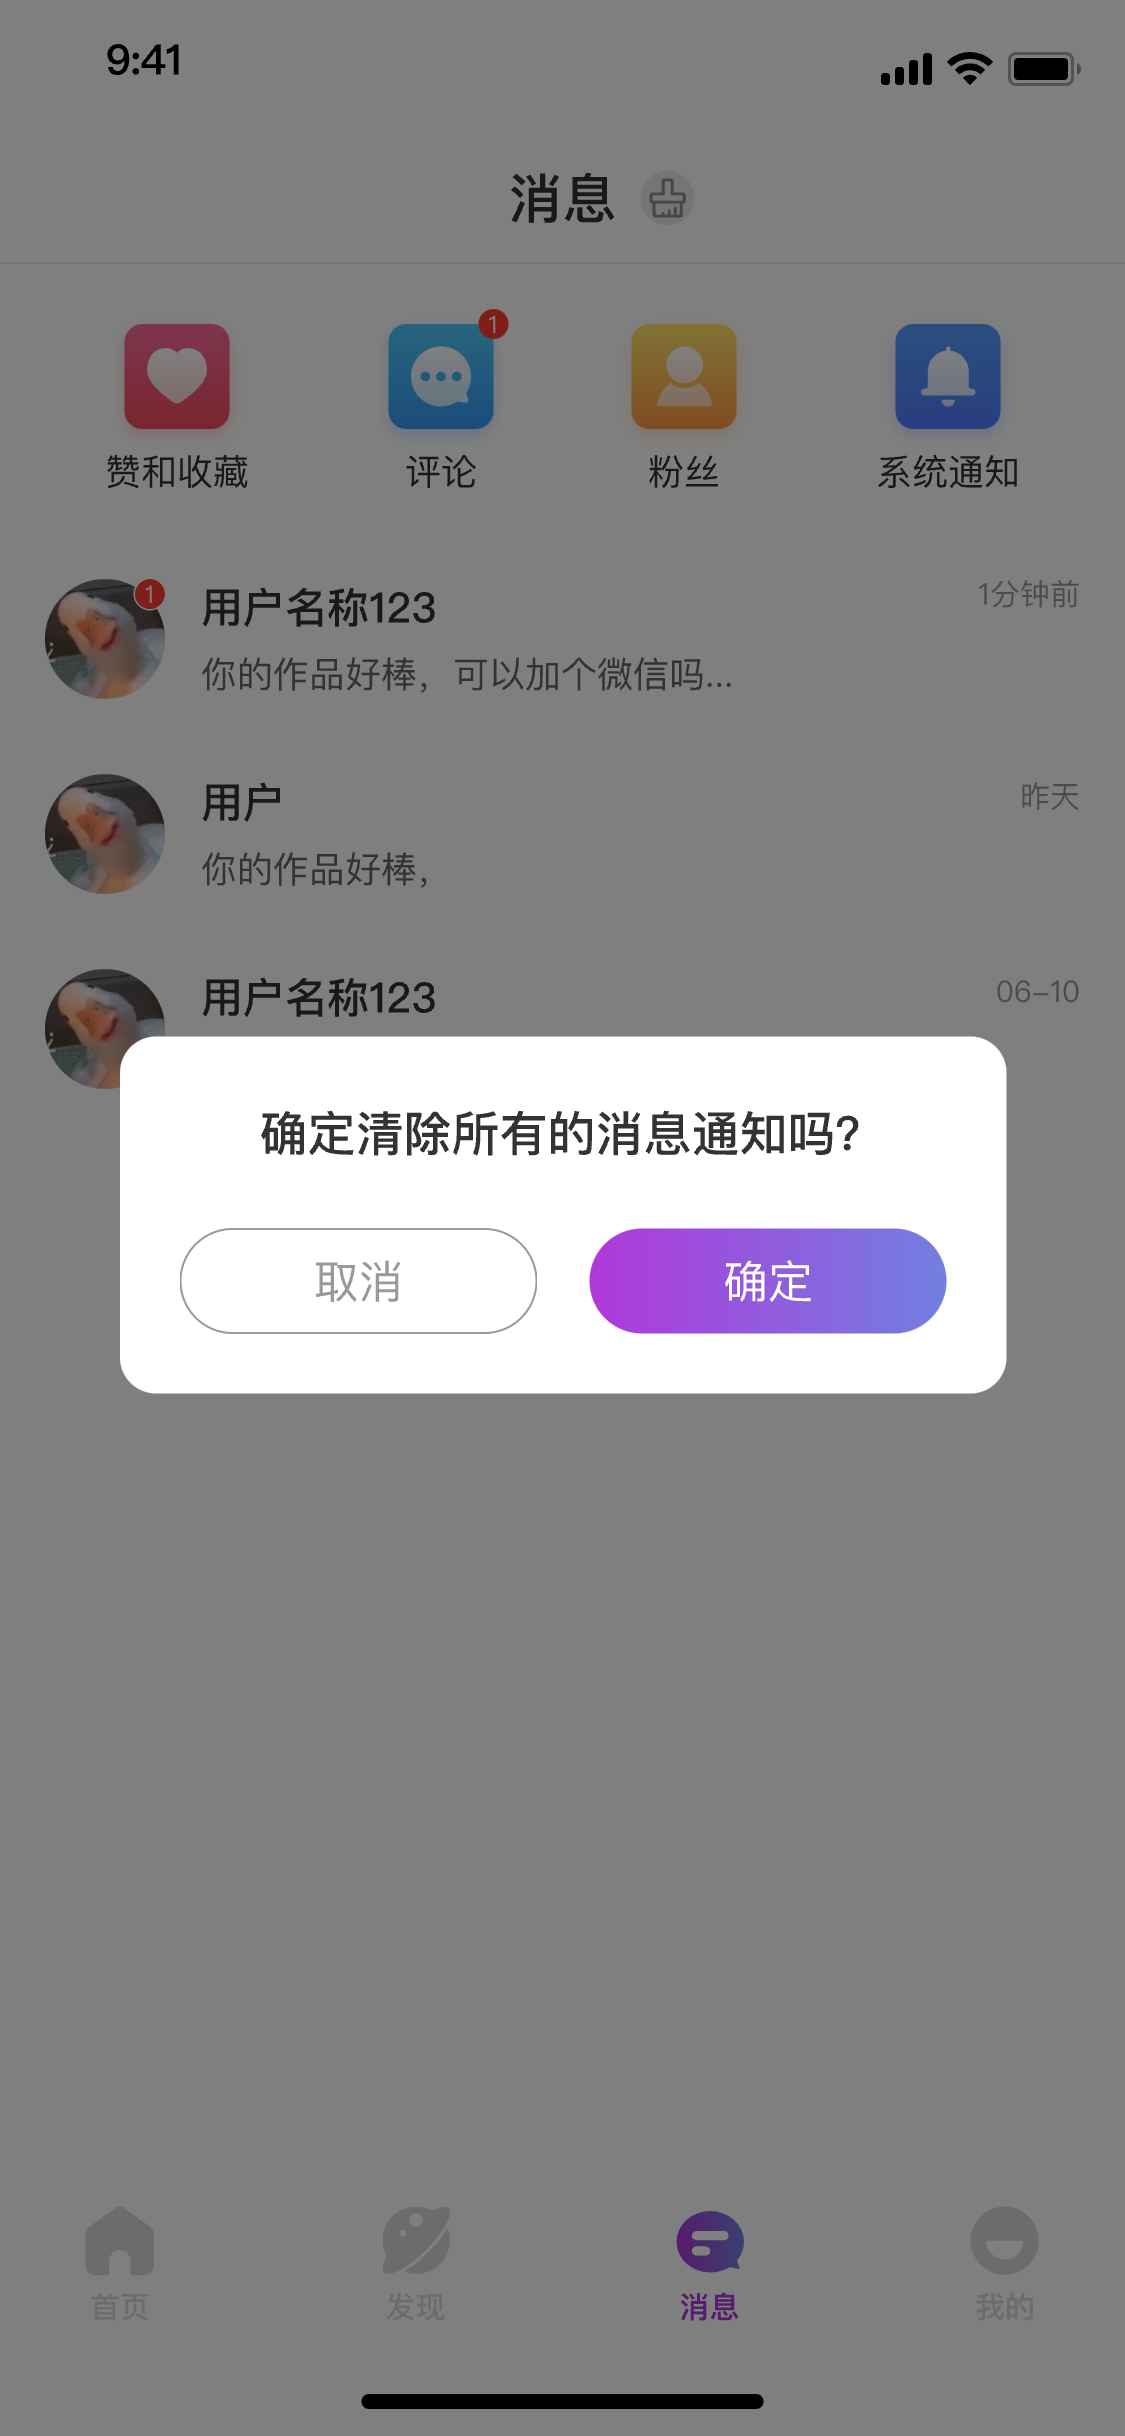 9:41
消息
1
赞和收藏 评论 粉丝 系统通知
1
用户名称123 1分钟前
你的作品好棒，可以加个微信吗...
用户 昨天
你的作品好棒，
用户名称123 06-10
确定清除所有的消息通知吗？
取消 确定
首页 发现 消息 我的